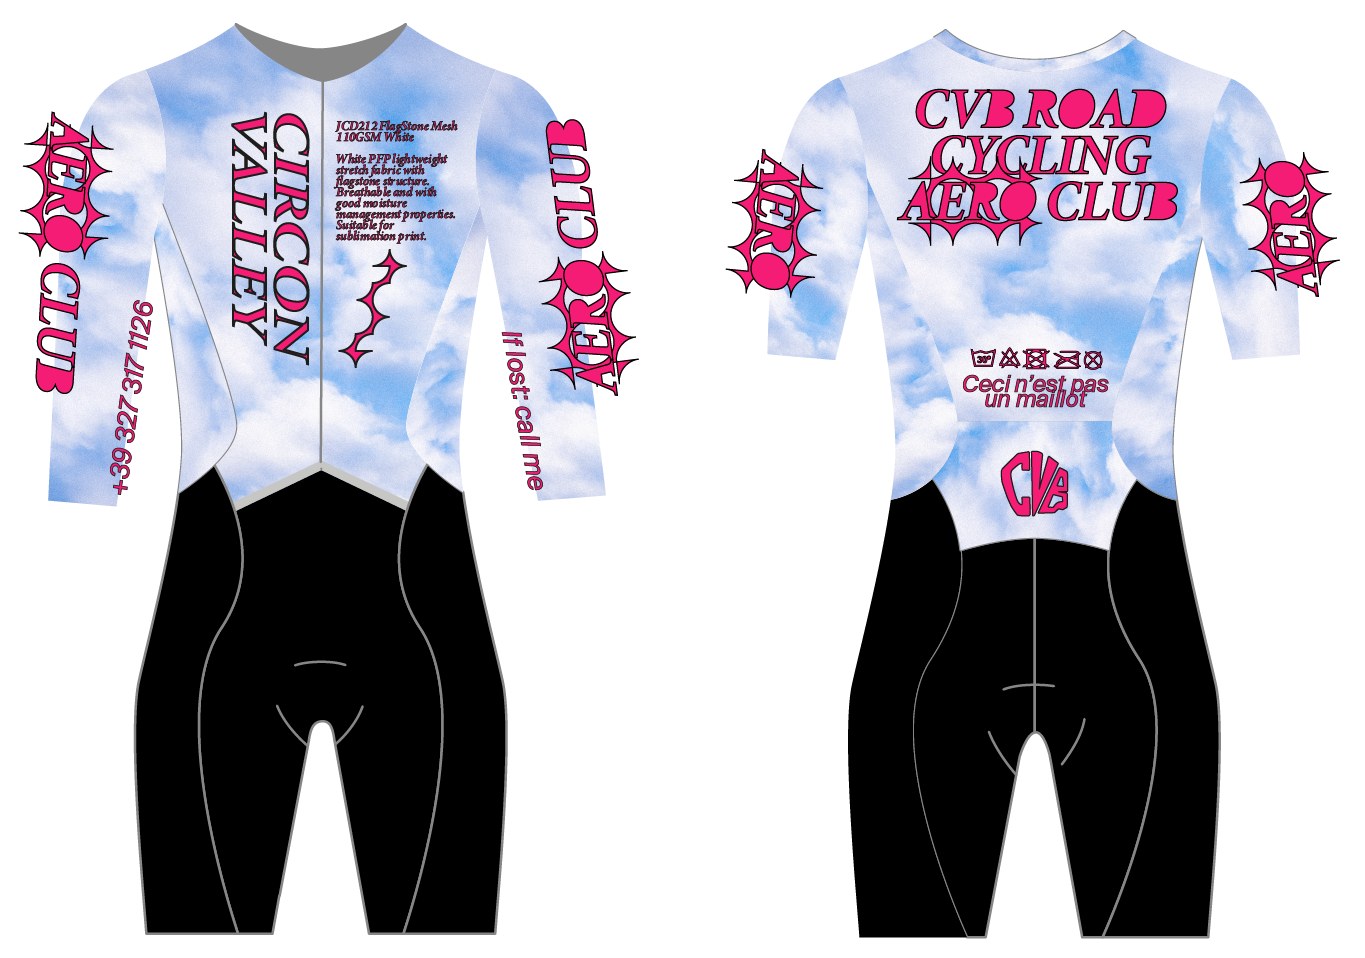 AERO CLUB
+39 327 317 1126
CIRCON
VALLEY
JCD212 FlagStone Mesh
110GSM White
White PFP lightweight
stretch fabric with
flagstone structure.
Breathable and with
good moisture
management properties.
Suitable for
sublimation print.
AERO CLUB
If lost: call me
AERO
CVB ROAD
CYCLING
AERO CLUB
30°
Ceci n'est pas
un maillot
CVB
AERO